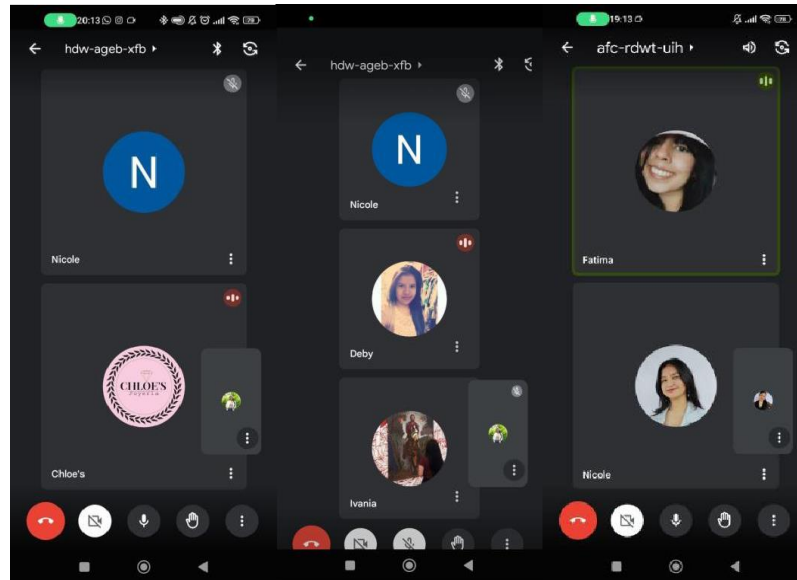 20:13
hdw-ageb-xfb
N
Nicole
CHLOE'S
Joyería
Chloe's
hdw-ageb-xfb
N
Nicole
Deby
Ivania
19:13
afc-rdwt-uih
Fatima
Nicole